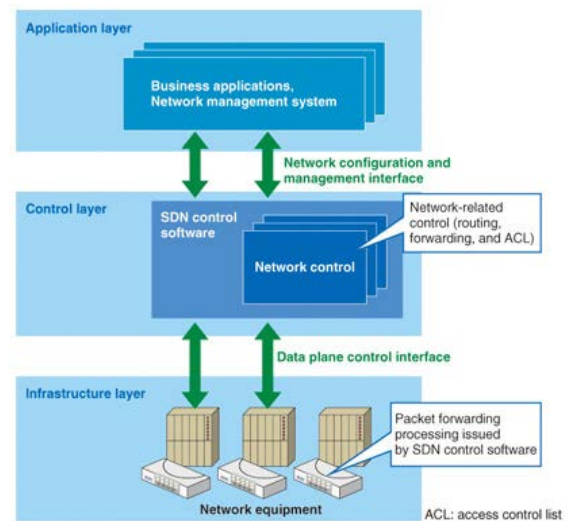 Application layer
Business applications,
Network management system
Network configuration and
management interface
Control layer
SDN control
software
Network control
Network-related
control (routing,
forwarding, and ACL)
Data plane control interface
Infrastructure layer
Packet forwarding
processing issued
by SDN control software
Network equipment
ACL: access control list